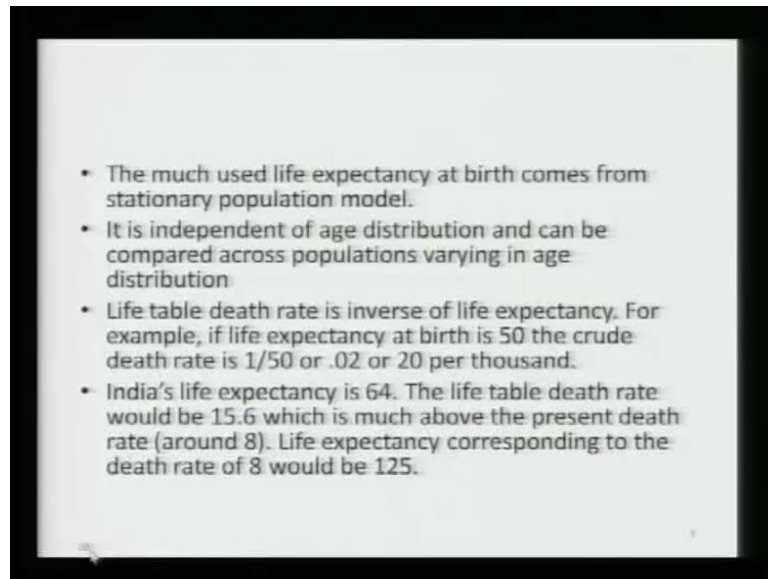 • The much used life expectancy at birth comes from
stationary population model.
• It is independent of age distribution and can be
compared across populations varying in age
distribution
• Life table death rate is inverse of life expectancy. For
example, if life expectancy at birth is 50 the crude
death rate is 1/50 or .02 or 20 per thousand.
• India's life expectancy is 64. The life table death rate
would be 15.6 which is much above the present death
rate (around 8). Life expectancy corresponding to the
death rate of 8 would be 125.